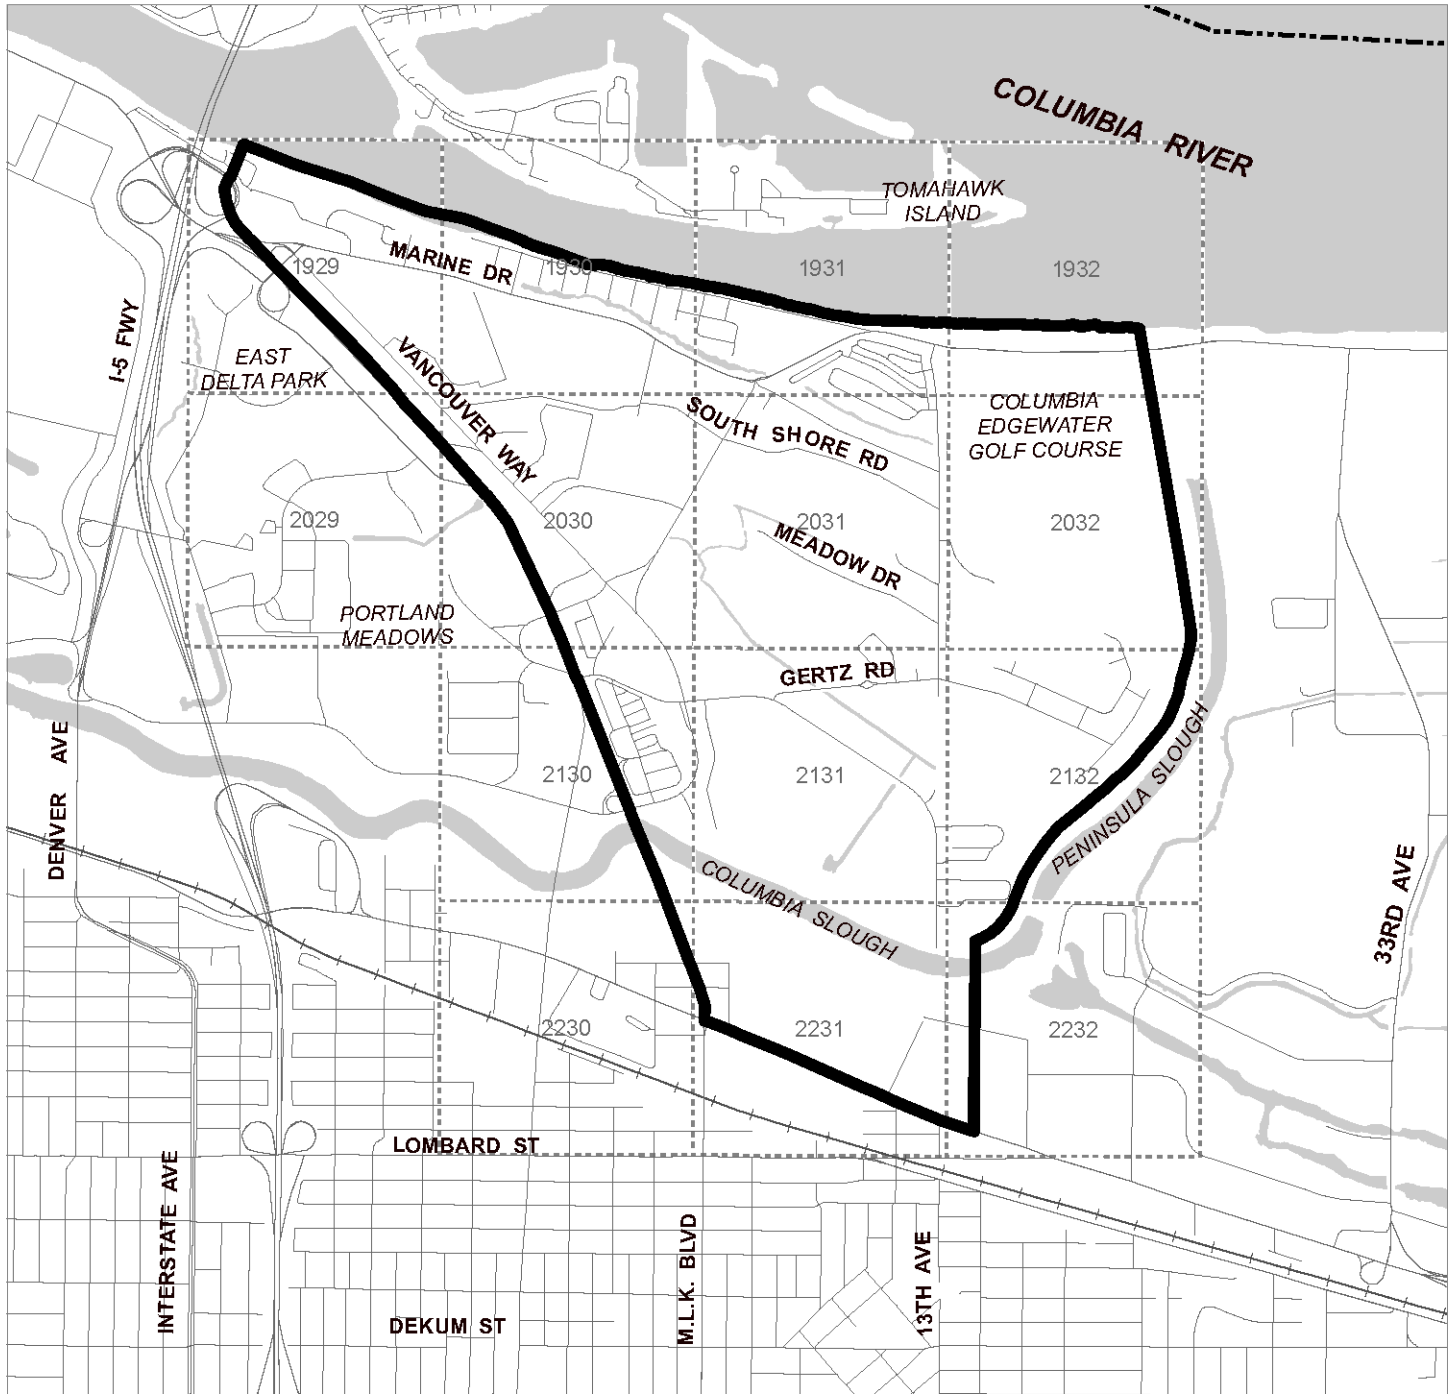 COLUMBIA RIVER
TOMAHAWK
ISLAND
MARINE DR
1929
1930
1931
1932
I-5 FWY
EAST
DELTA PARK
VANCOUVER WAY
SOUTH SHORE RD
COLUMBIA
EDGEWATER
GOLF COURSE
2029
2030
2031
2032
MEADOW DR
PORTLAND
MEADOWS
GERTZ RD
DENVER AVE
2130
2131
2132
PENINSULA SLOUGH
COLUMBIA SLOUGH
33RD AVE
2230
2231
2232
LOMBARD ST
INTERSTATE AVE
M.L.K. BLVD
13TH AVE
DEKUM ST